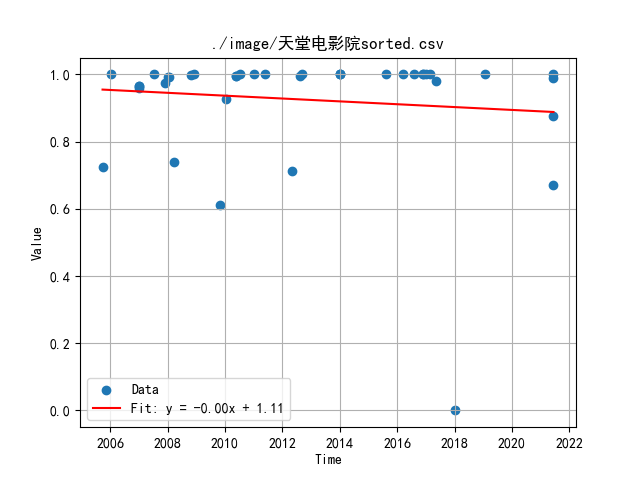 ./image/天堂电影院sorted.csv
Value
1.0
0.8
0.6
0.4
0.2
0.0
Data
Fit: y = -0.00x + 1.11
2006 2008 2010 2012 2014 2016 2018 2020 2022
Time